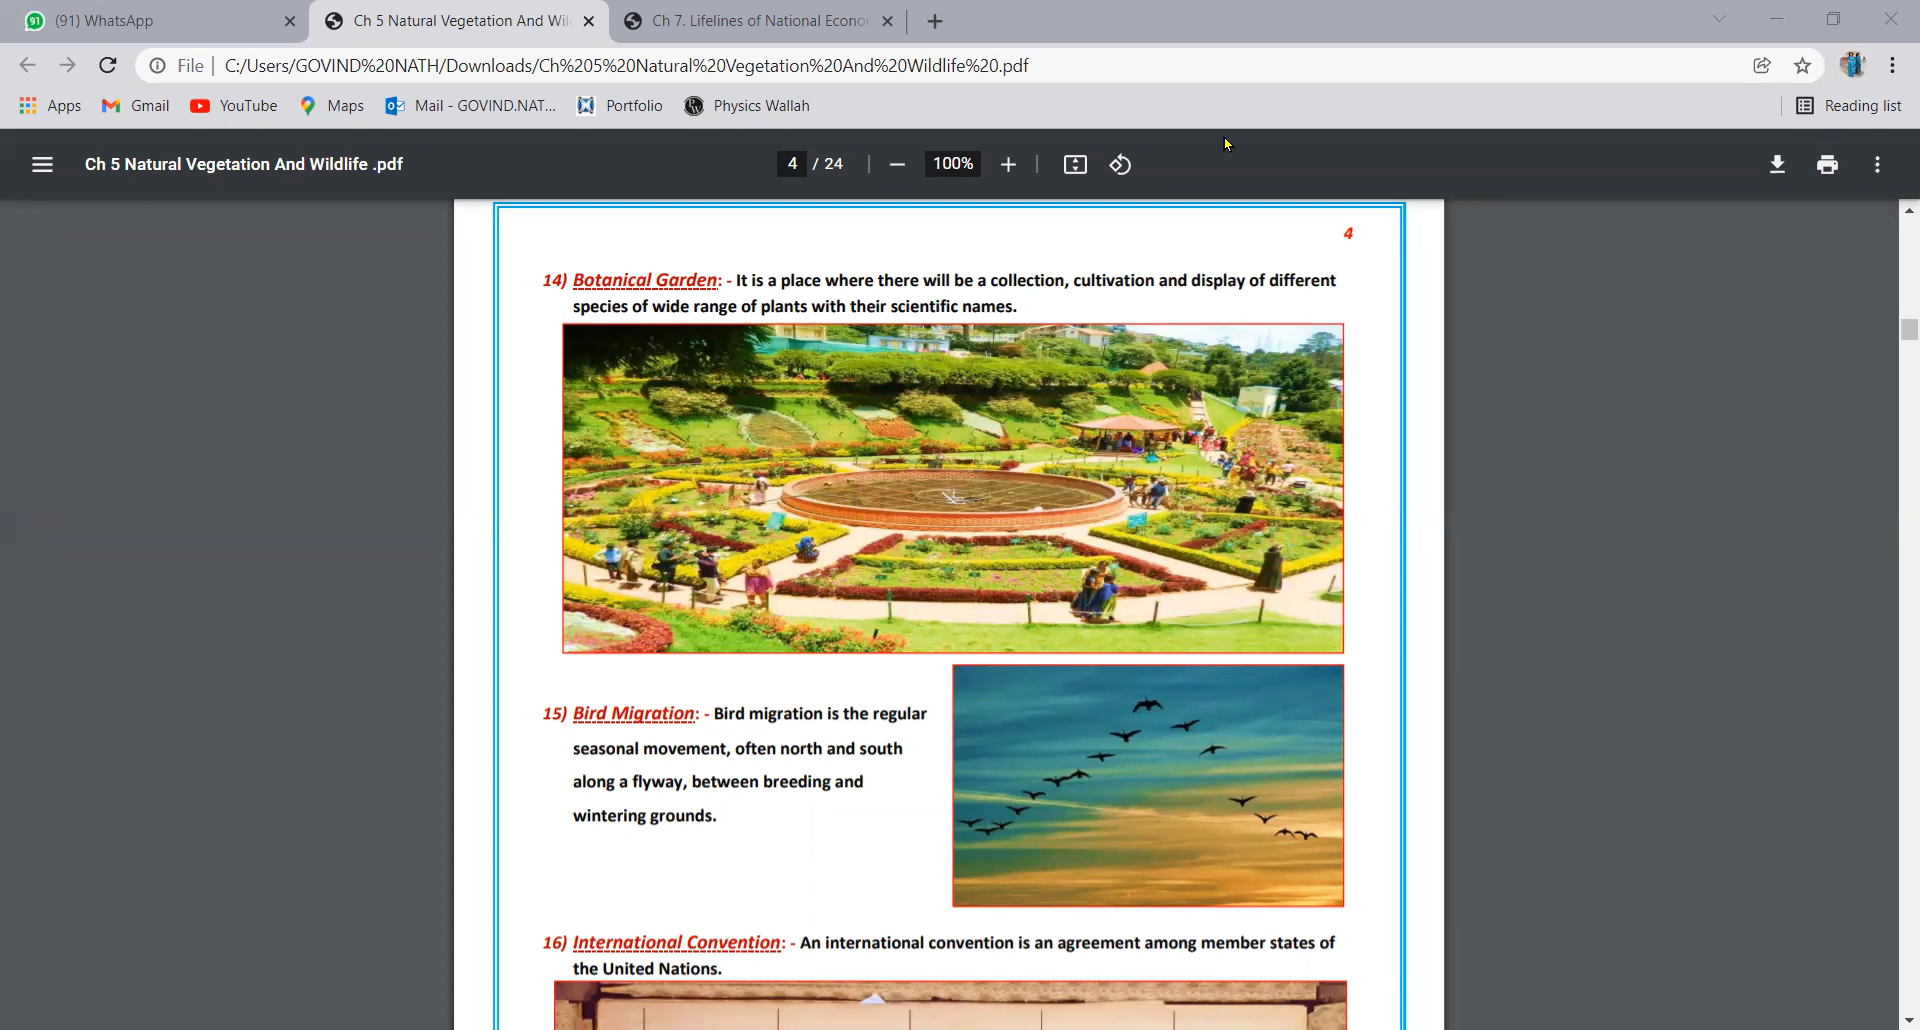 (91) WhatsApp
Ch 5 Natural Vegetation And Wil
Ch 7. Lifelines of National Econo
File
C:/Users/GOVIND%20NATH/Downloads/Ch%205%20Natural%20Vegetation%20And%20Wildlife%20.pdf
Apps
Gmail
YouTube
Maps
Mail - GOVIND.NAT...
Portfolio
Physics Wallah
Reading list
Ch 5 Natural Vegetation And Wildlife .pdf
4 / 24
100%
4
14) Botanical Garden: - It is a place where there will be a collection, cultivation and display of different
species of wide range of plants with their scientific names.
15) Bird Migration: - Bird migration is the regular
seasonal movement, often north and south
along a flyway, between breeding and
wintering grounds.
16) International Convention: - An international convention is an agreement among member states of
the United Nations.